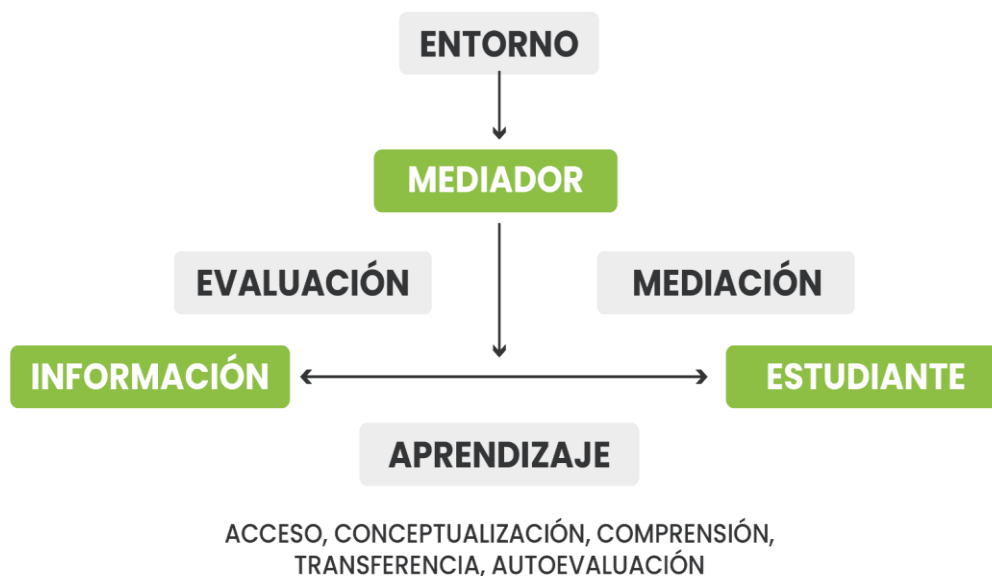 ENTORNO
MEDIADOR
EVALUACIÓN
MEDIACIÓN
INFORMACIÓN
ESTUDIANTE
APRENDIZAJE
ACCESO, CONCEPTUALIZACIÓN, COMPRENSIÓN,
TRANSFERENCIA, AUTOEVALUACIÓN